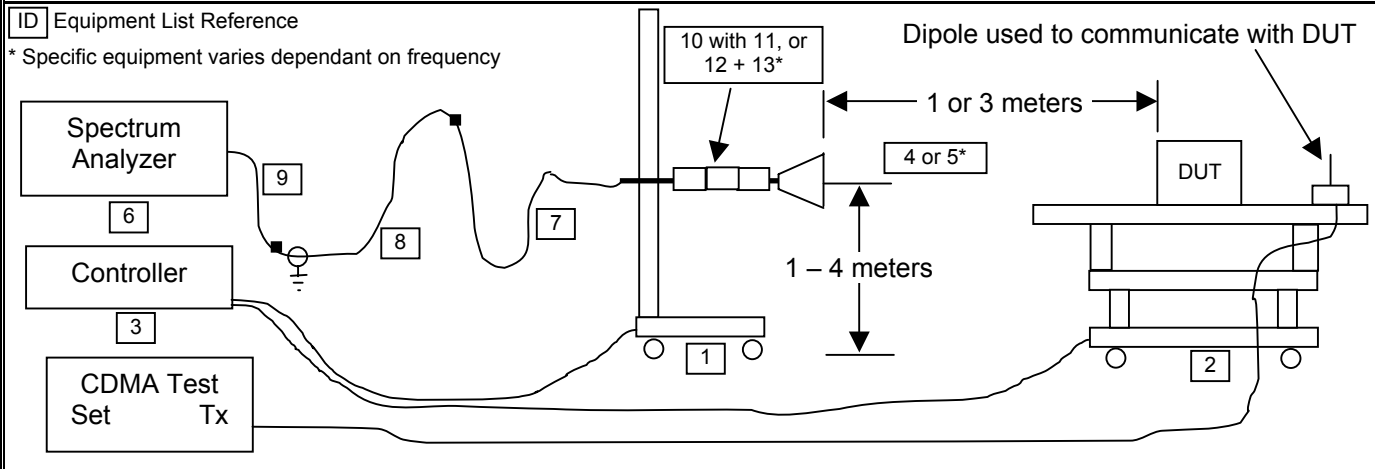 ID Equipment List Reference
* Specific equipment varies dependant on frequency
10 with 11, or
12 + 13*
Dipole used to communicate with DUT
1 or 3 meters
Spectrum
Analyzer
4 or 5*
DUT
9
6
8
7
Controller
1 – 4 meters
3
1
2
CDMA Test
Set Tx